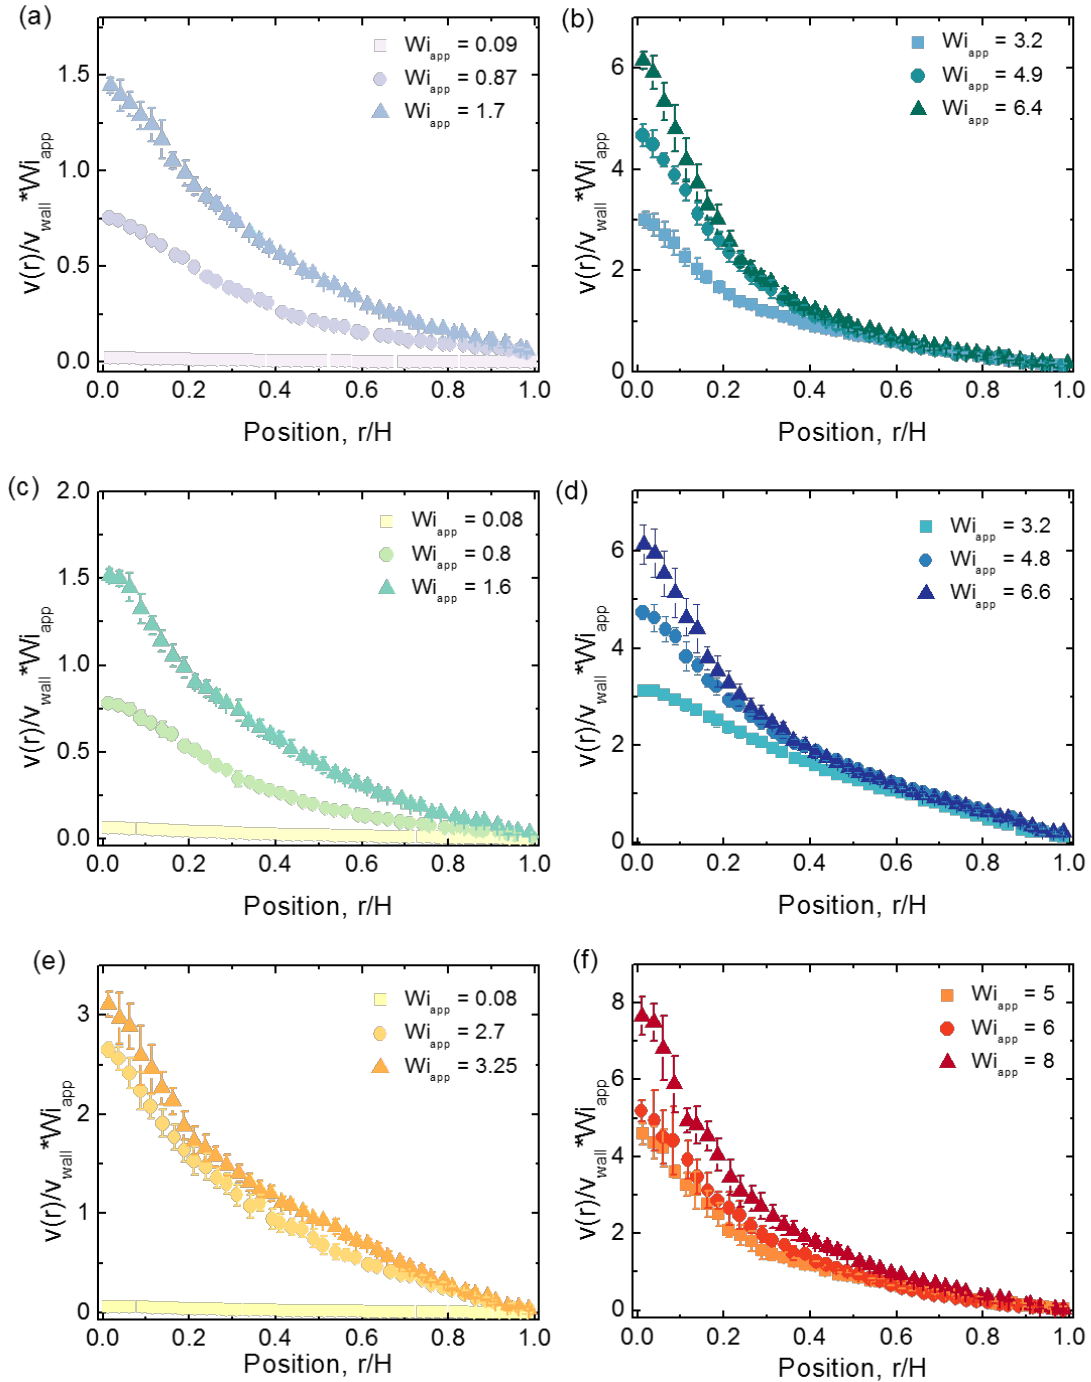 (a)
Wi_app = 0.09
Wi_app = 0.87
Wi_app = 1.7
1.5
1.0
0.5
0.0
v(r)/v_wall*Wi_app
0.0 0.2 0.4 0.6 0.8 1.0
Position, r/H
(b)
Wi_app = 3.2
Wi_app = 4.9
Wi_app = 6.4
6
4
2
0
v(r)/v_wall*Wi_app
0.0 0.2 0.4 0.6 0.8 1.0
Position, r/H
(c)
Wi_app = 0.08
Wi_app = 0.8
Wi_app = 1.6
2.0
1.5
1.0
0.5
0.0
v(r)/v_wall*Wi_app
0.0 0.2 0.4 0.6 0.8 1.0
Position, r/H
(d)
Wi_app = 3.2
Wi_app = 4.8
Wi_app = 6.6
6
4
2
0
v(r)/v_wall*Wi_app
0.0 0.2 0.4 0.6 0.8 1.0
Position, r/H
(e)
Wi_app = 0.08
Wi_app = 2.7
Wi_app = 3.25
3
2
1
0
v(r)/v_wall*Wi_app
0.0 0.2 0.4 0.6 0.8 1.0
Position, r/H
(f)
Wi_app = 5
Wi_app = 6
Wi_app = 8
8
6
4
2
0
v(r)/v_wall*Wi_app
0.0 0.2 0.4 0.6 0.8 1.0
Position, r/H